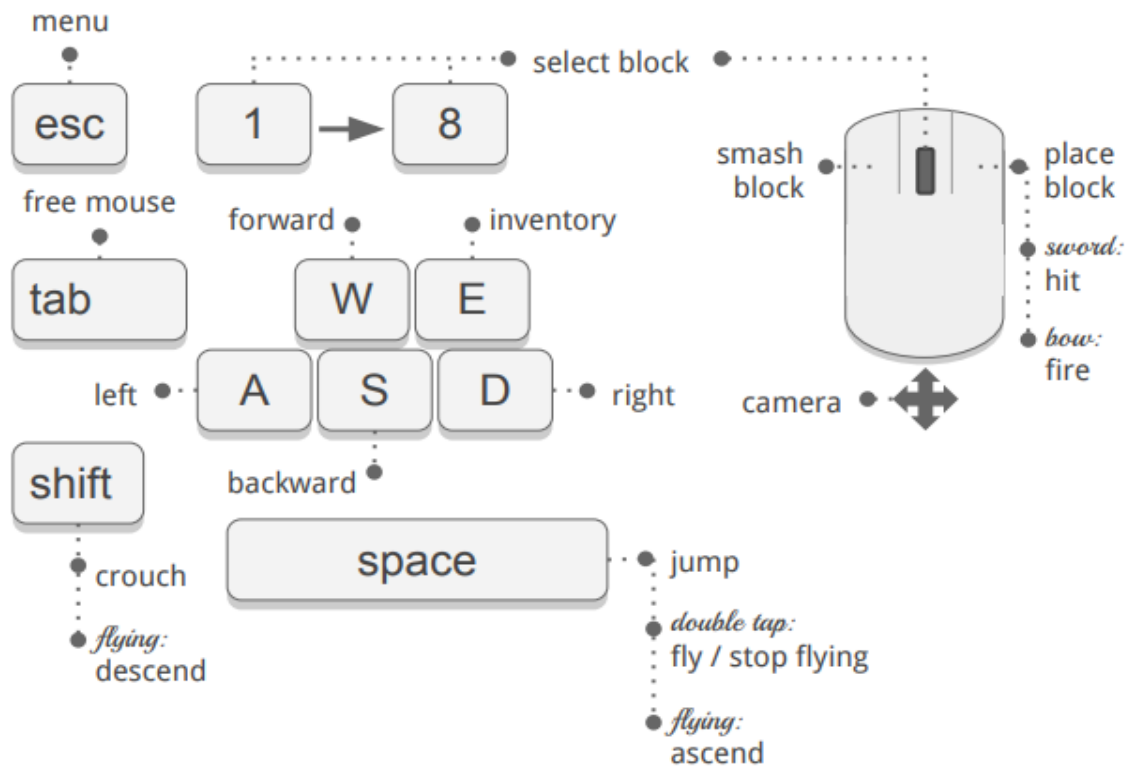 menu
esc
1
8
select block
smash
block
place
block
free mouse
tab
forward
inventory
W
E
sword:
hit
bow:
fire
left
A
S
D
right
camera
backward
shift
crouch
flying:
descend
space
jump
double tap:
fly / stop flying
flying:
ascend